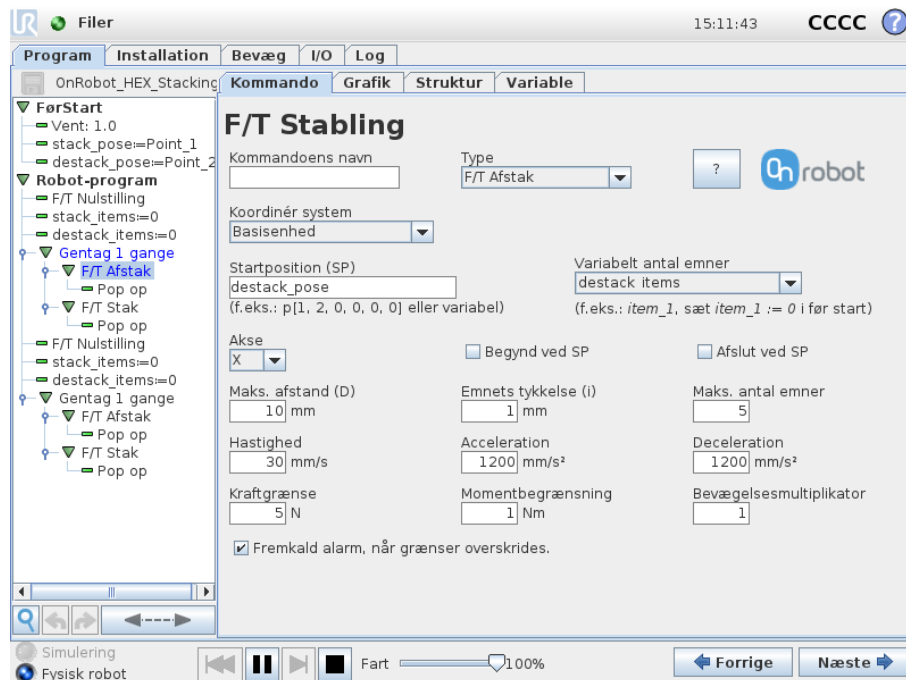 Filer
15:11:43
CCCC
?
Program Installation Bevæg I/O Log
OnRobot_HEX_Stacking
Kommando Grafik Struktur Variable
FørStart
Vent: 1.0
stack_pose≔Point_1
destack_pose≔Point_2
Robot-program
F/T Nulstilling
stack_items≔0
destack_items≔0
Gentag 1 gange
F/T Afstak
Pop op
F/T Stak
Pop op
F/T Nulstilling
stack_items≔0
destack_items≔0
Gentag 1 gange
F/T Afstak
Pop op
F/T Stak
Pop op
F/T Stabling
Kommandoens navn
Type
F/T Afstak
?
On robot
Koordinér system
Basisenhed
Startposition (SP)
destack_pose
(f.eks.: p[1, 2, 0, 0, 0, 0] eller variabel)
Variabelt antal emner
destack items
(f.eks.: item_1, sæt item_1 := 0 i før start)
Akse
X
Begynd ved SP
Afslut ved SP
Maks. afstand (D)
10 mm
Emnets tykkelse (i)
1 mm
Maks. antal emner
5
Hastighed
30 mm/s
Acceleration
1200 mm/s²
Deceleration
1200 mm/s²
Kraftgrænse
5 N
Momentbegrænsning
1 Nm
Bevægelsesmultiplikator
1
Fremkald alarm, når grænser overskrides.
Simulering
Fysisk robot
Fart
100%
Forrige
Næste